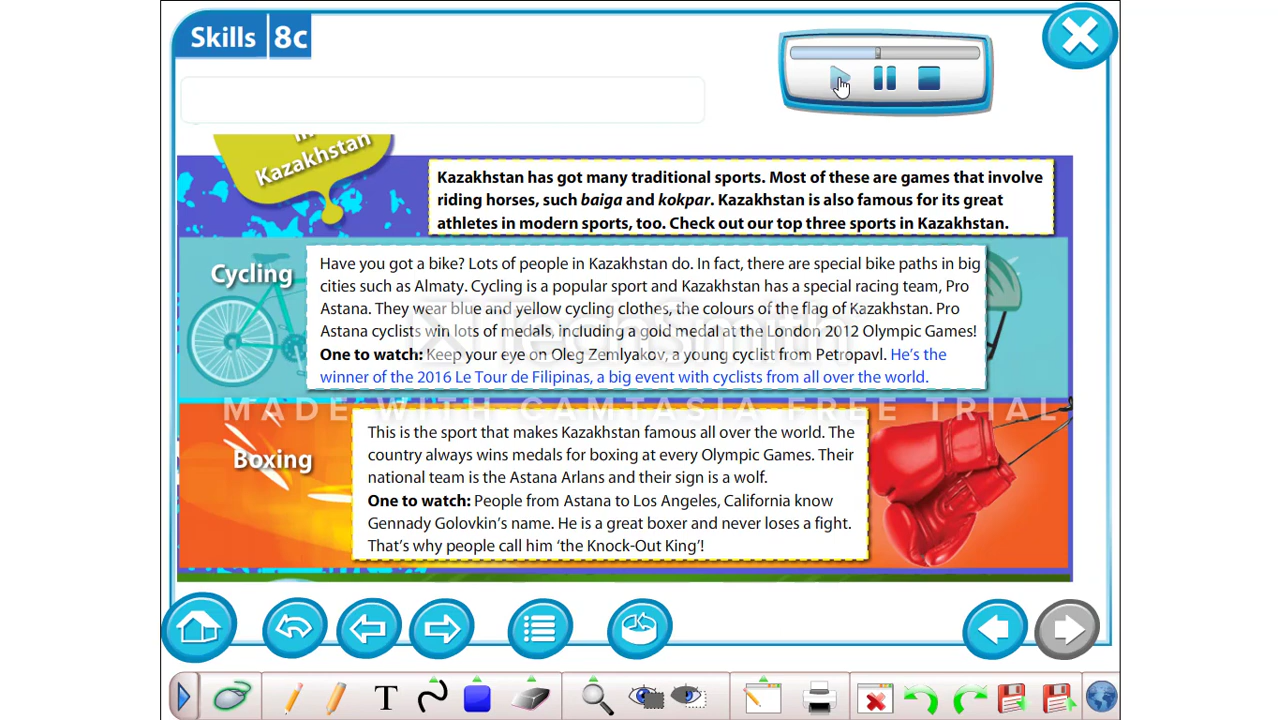 Skills 8c
in
Kazakhstan
Kazakhstan has got many traditional sports. Most of these are games that involve
riding horses, such baiga and kokpar. Kazakhstan is also famous for its great
athletes in modern sports, too. Check out our top three sports in Kazakhstan.
Cycling
Have you got a bike? Lots of people in Kazakhstan do. In fact, there are special bike paths in big
cities such as Almaty. Cycling is a popular sport and Kazakhstan has a special racing team, Pro
Astana. They wear blue and yellow cycling clothes, the colours of the flag of Kazakhstan. Pro
Astana cyclists win lots of medals, including a gold medal at the London 2012 Olympic Games!
One to watch: Keep your eye on Oleg Zemlyakov, a young cyclist from Petropavl. He's the
winner of the 2016 Le Tour de Filipinas, a big event with cyclists from all over the world.
TechSmith
MADE WITH CAMTASIA FREE TRIAL
Boxing
This is the sport that makes Kazakhstan famous all over the world. The
country always wins medals for boxing at every Olympic Games. Their
national team is the Astana Arlans and their sign is a wolf.
One to watch: People from Astana to Los Angeles, California know
Gennady Golovkin's name. He is a great boxer and never loses a fight.
That's why people call him 'the Knock-Out King'!
T